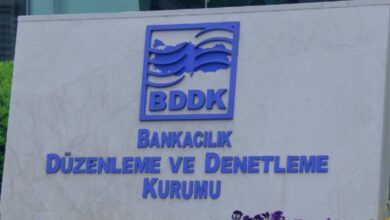 BDDK
BANKACILIK
DÜZENLEME VE DENETLEME
KURUMU